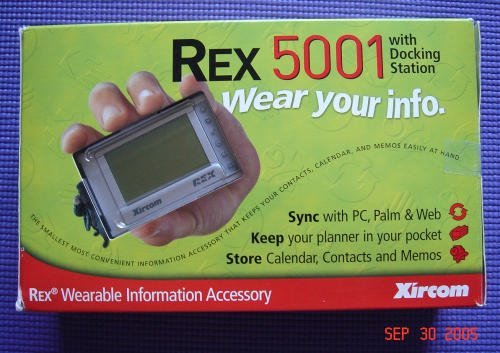 REX 5001 with
Docking
Station
Wear your info.
THE SMALLEST MOST CONVENIENT INFORMATION ACCESSORY THAT KEEPS YOUR CONTACTS, CALENDAR, AND MEMOS EASILY AT HAND.
Xircom REX
Sync with PC, Palm & Web
Keep your planner in your pocket
Store Calendar, Contacts and Memos
REX® Wearable Information Accessory
Xircom
SEP 30 2005